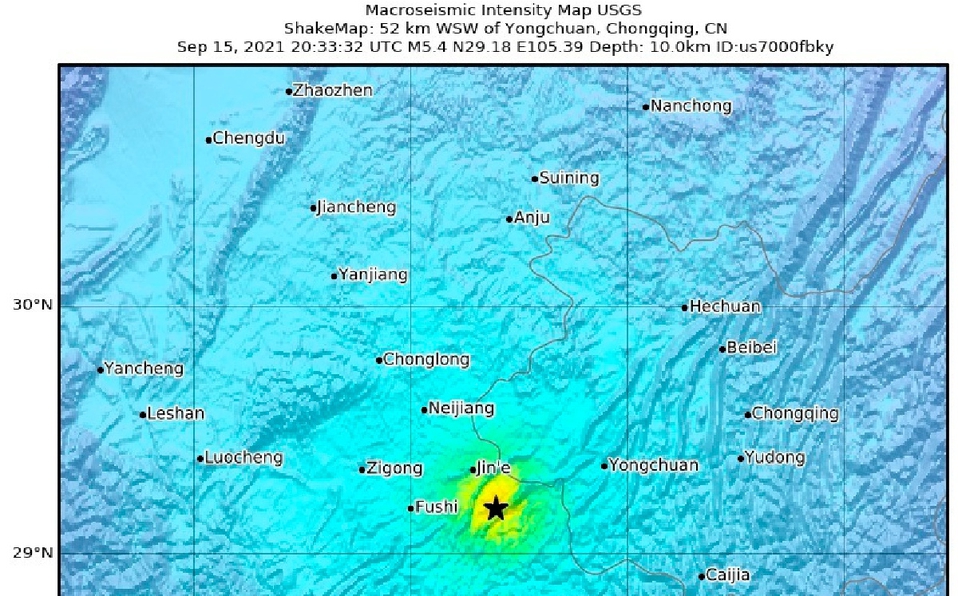 Macroseismic Intensity Map USGS
ShakeMap: 52 km WSW of Yongchuan, Chongqing, CN
Sep 15, 2021 20:33:32 UTC M5.4 N29.18 E105.39 Depth: 10.0km ID:us7000fbky
Zhaozhen
Nanchong
Chengdu
Suining
Jiancheng
Anju
Yanjiang
30°N
Hechuan
Beibei
Chonglong
Yancheng
Neijiang
Leshan
Chongqing
Luocheng
Yudong
Zigong
Jin'e
Yongchuan
Fushi
29°N
Caijia